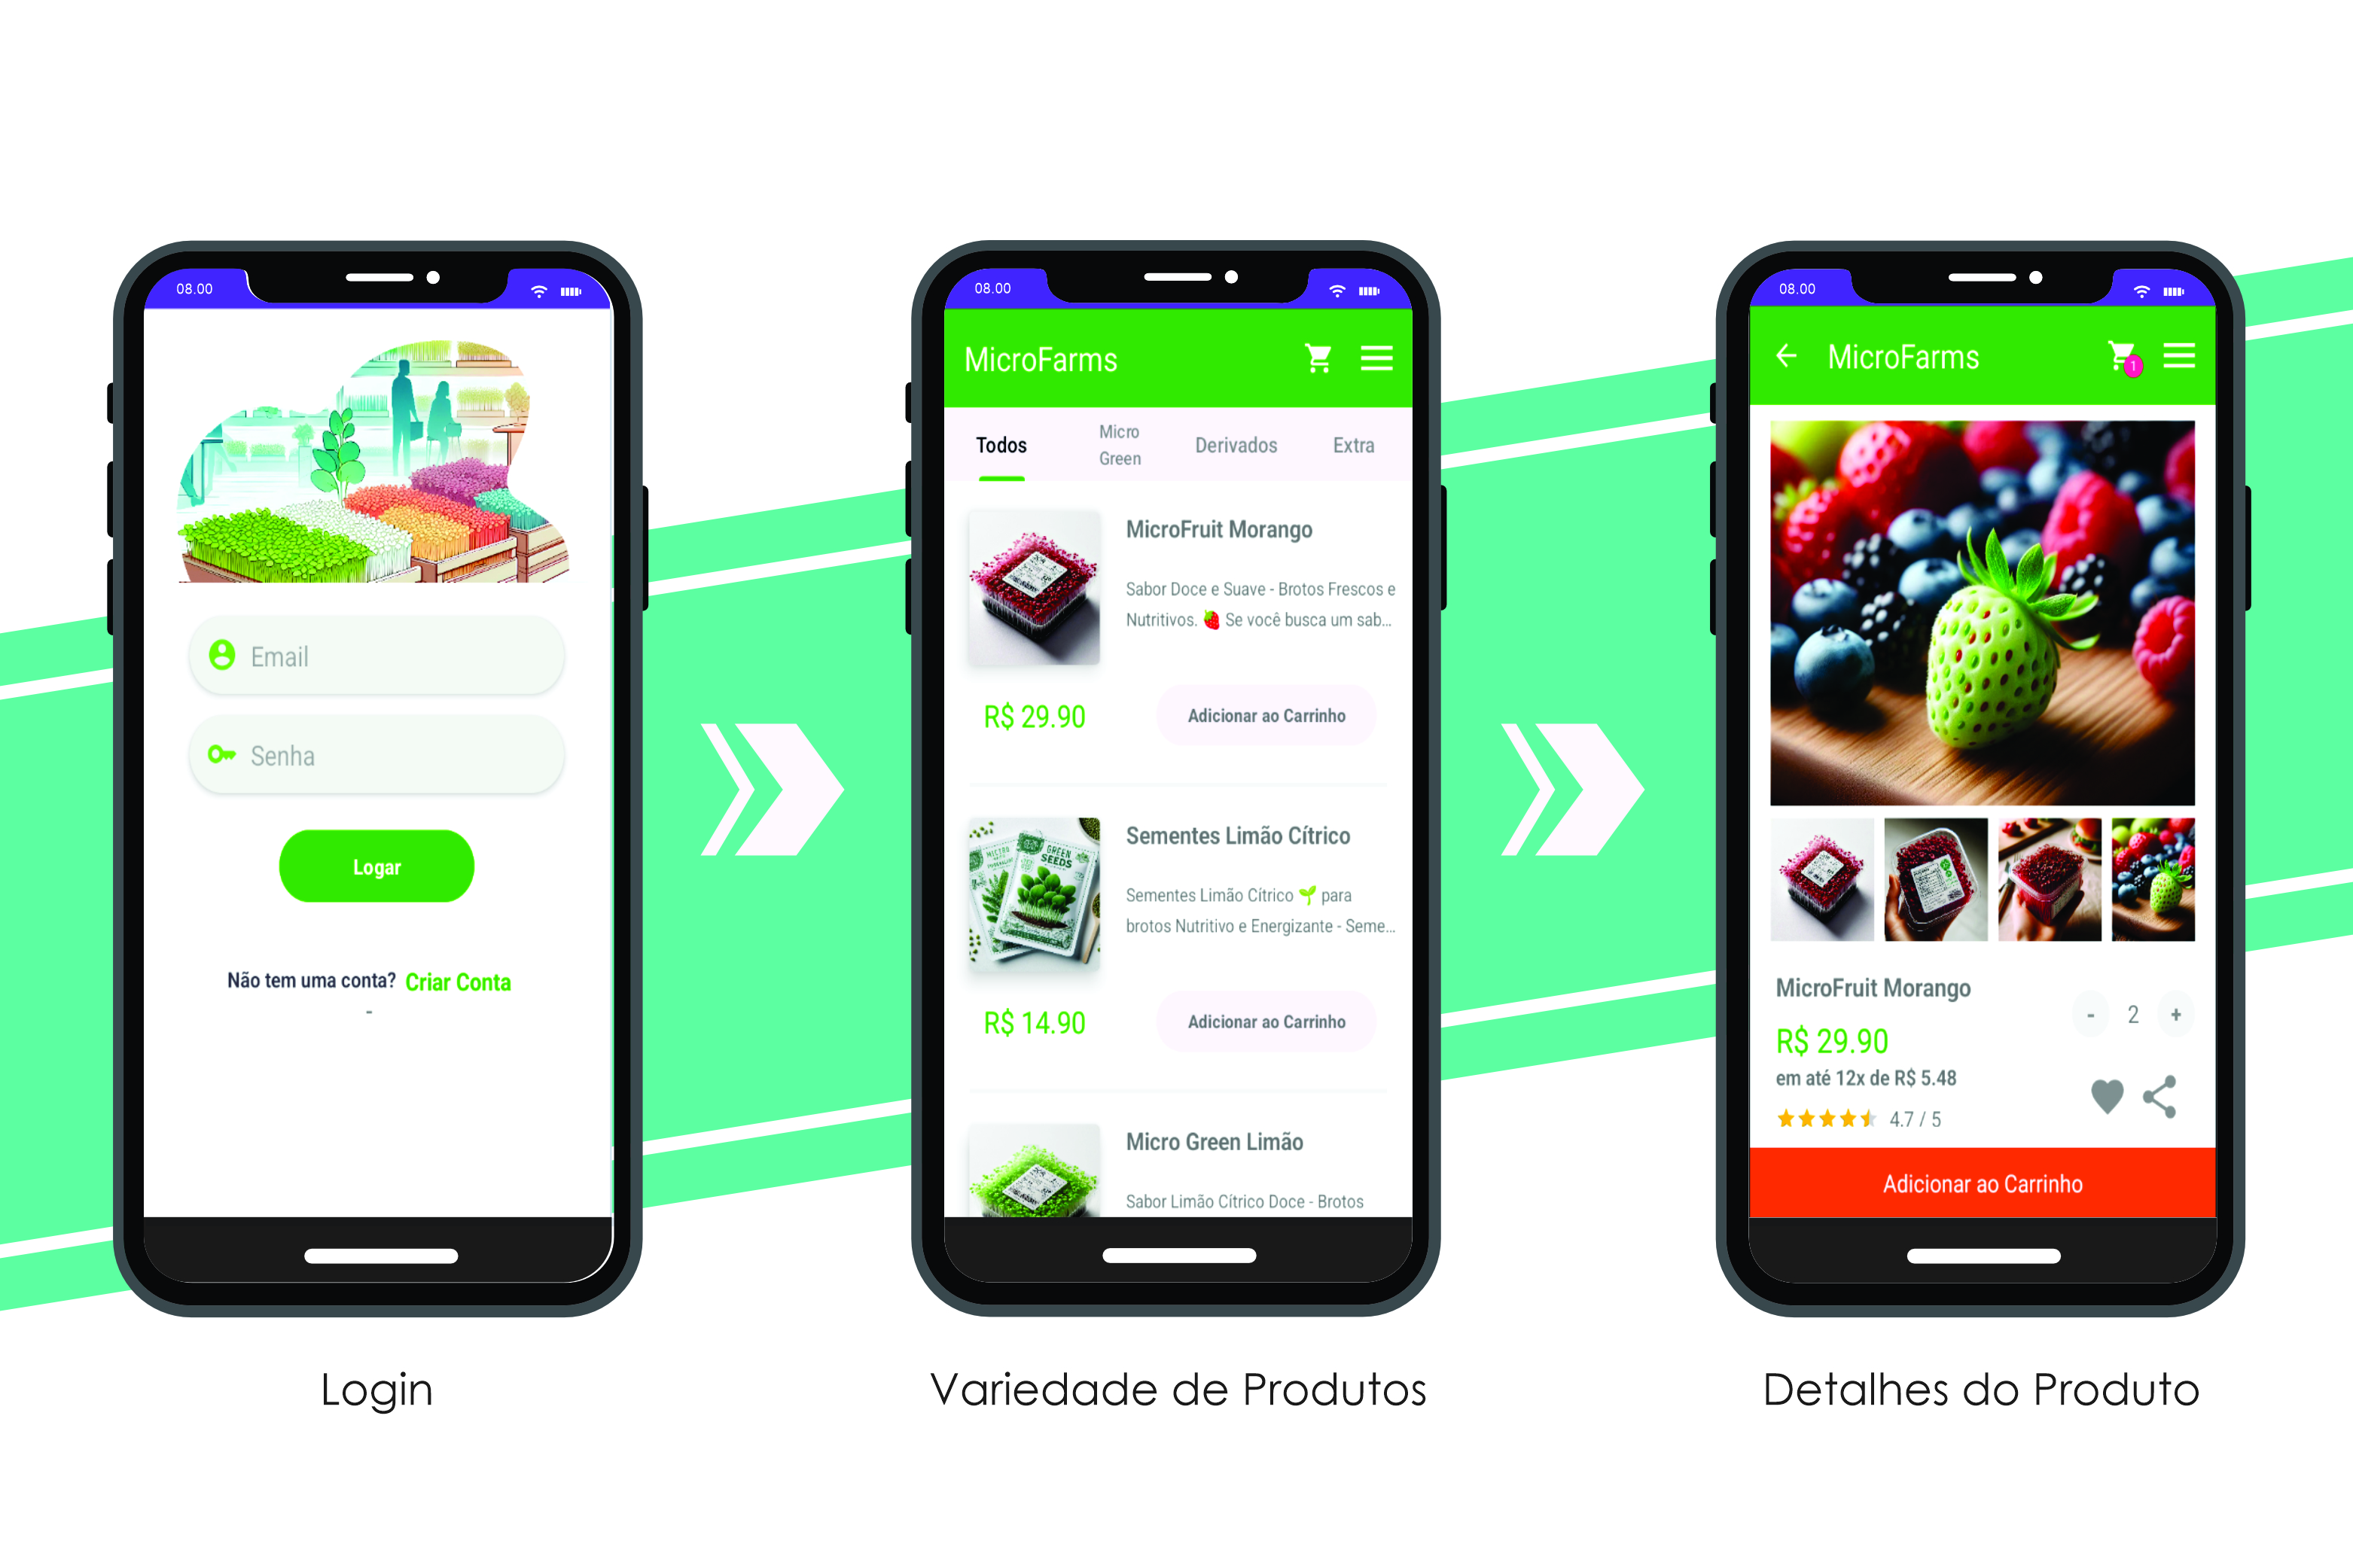 08.00
Email
Senha
Logar
Não tem uma conta? Criar Conta
-
Login
08.00
MicroFarms
Todos
Micro
Green
Derivados
Extra
MicroFruit Morango
Sabor Doce e Suave - Brotos Frescos e
Nutritivos. 🍓 Se você busca um sab...
R$ 29.90
Adicionar ao Carrinho
GREEN
SEEDS
Sementes Limão Cítrico
Sementes Limão Cítrico 🌱 para
brotos Nutritivo e Energizante - Seme...
R$ 14.90
Adicionar ao Carrinho
Micro Green Limão
Sabor Limão Cítrico Doce - Brotos
Variedade de Produtos
08.00
MicroFarms
1
MicroFruit Morango
- 2 +
R$ 29.90
em até 12x de R$ 5.48
4.7 / 5
Adicionar ao Carrinho
Detalhes do Produto